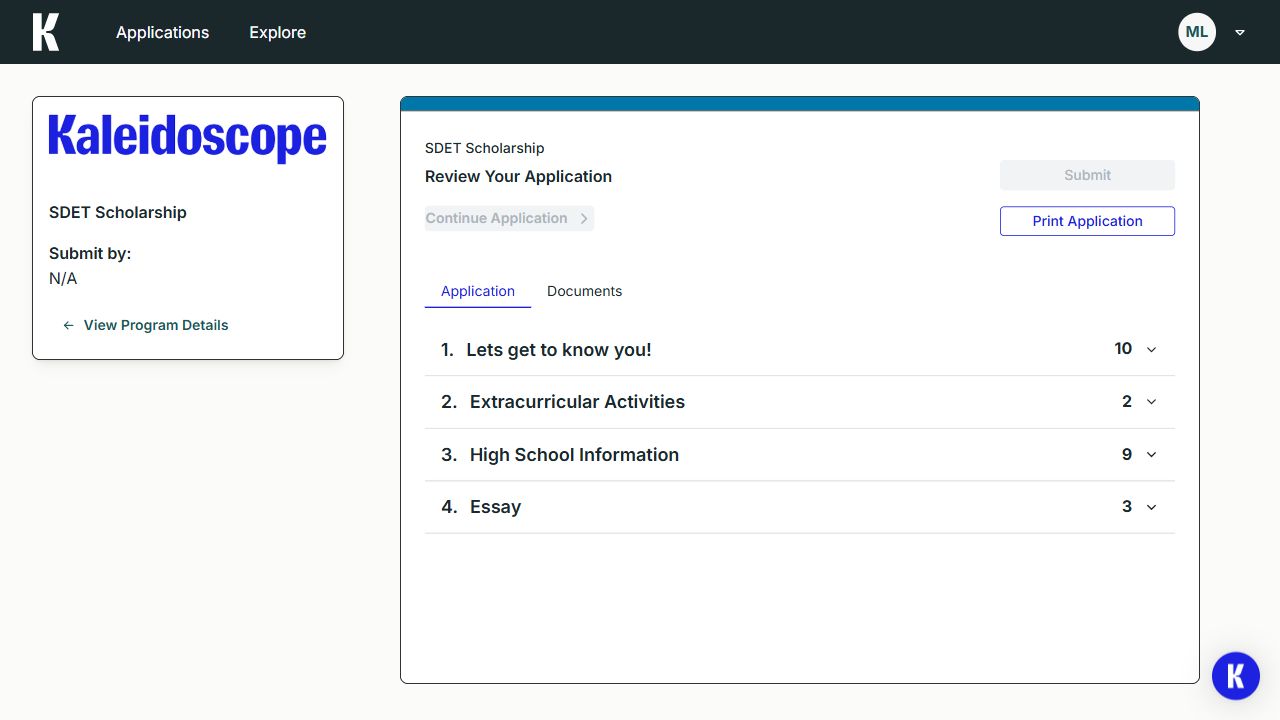 K
Applications
Explore
ML
Kaleidoscope
SDET Scholarship
Submit by:
N/A
View Program Details
SDET Scholarship
Review Your Application
Submit
Continue Application
Print Application
Application
Documents
1. Lets get to know you! 10
2. Extracurricular Activities 2
3. High School Information 9
4. Essay 3
K